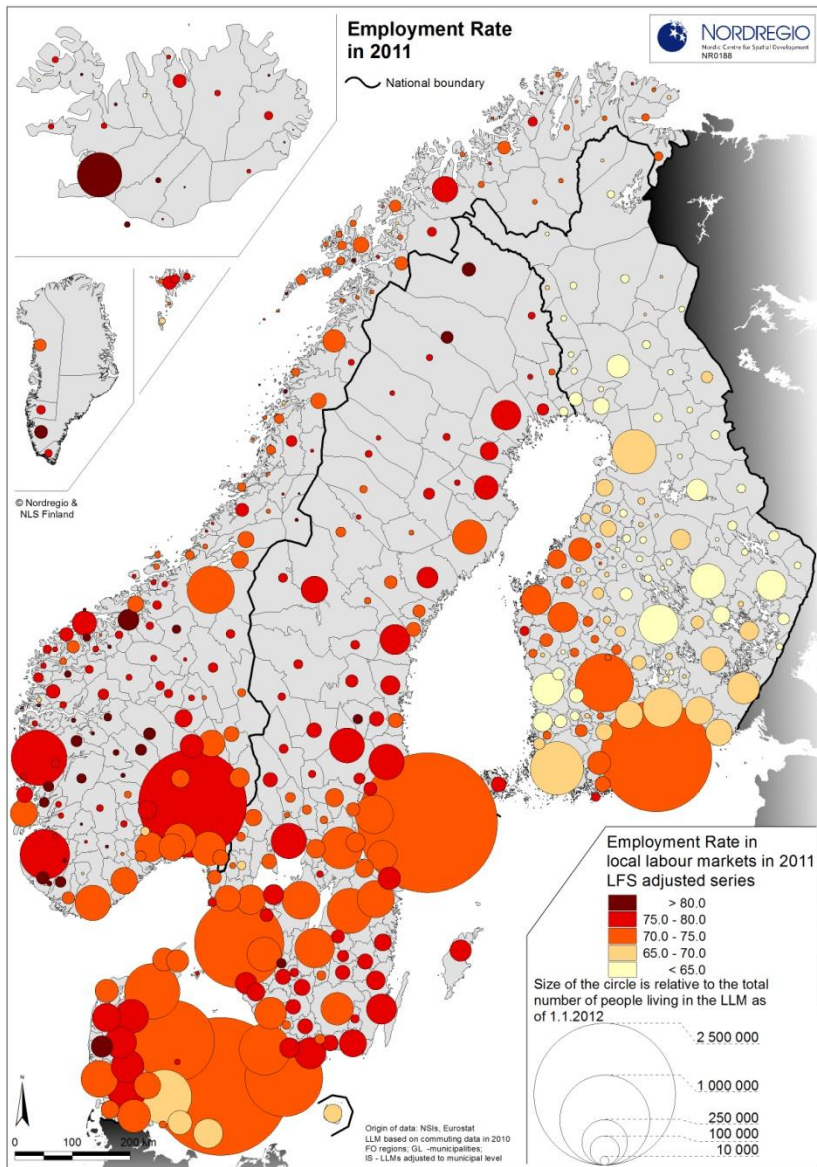 Employment Rate
in 2011
National boundary
NORDREGIO
Nordic Centre for Spatial Development
NR0188
© Nordregio &
NLS Finland
Employment Rate in
local labour markets in 2011
LFS adjusted series
> 80.0
75.0 - 80.0
70.0 - 75.0
65.0 - 70.0
< 65.0
Size of the circle is relative to the total
number of people living in the LLM as
of 1.1.2012
2 500 000
1 000 000
250 000
100 000
10 000
N
0 100 200 km
Origin of data: NSIs, Eurostat
LLM based on commuting data in 2010
FO regions; GL -municipalities;
IS - LLMs adjusted to municipal level